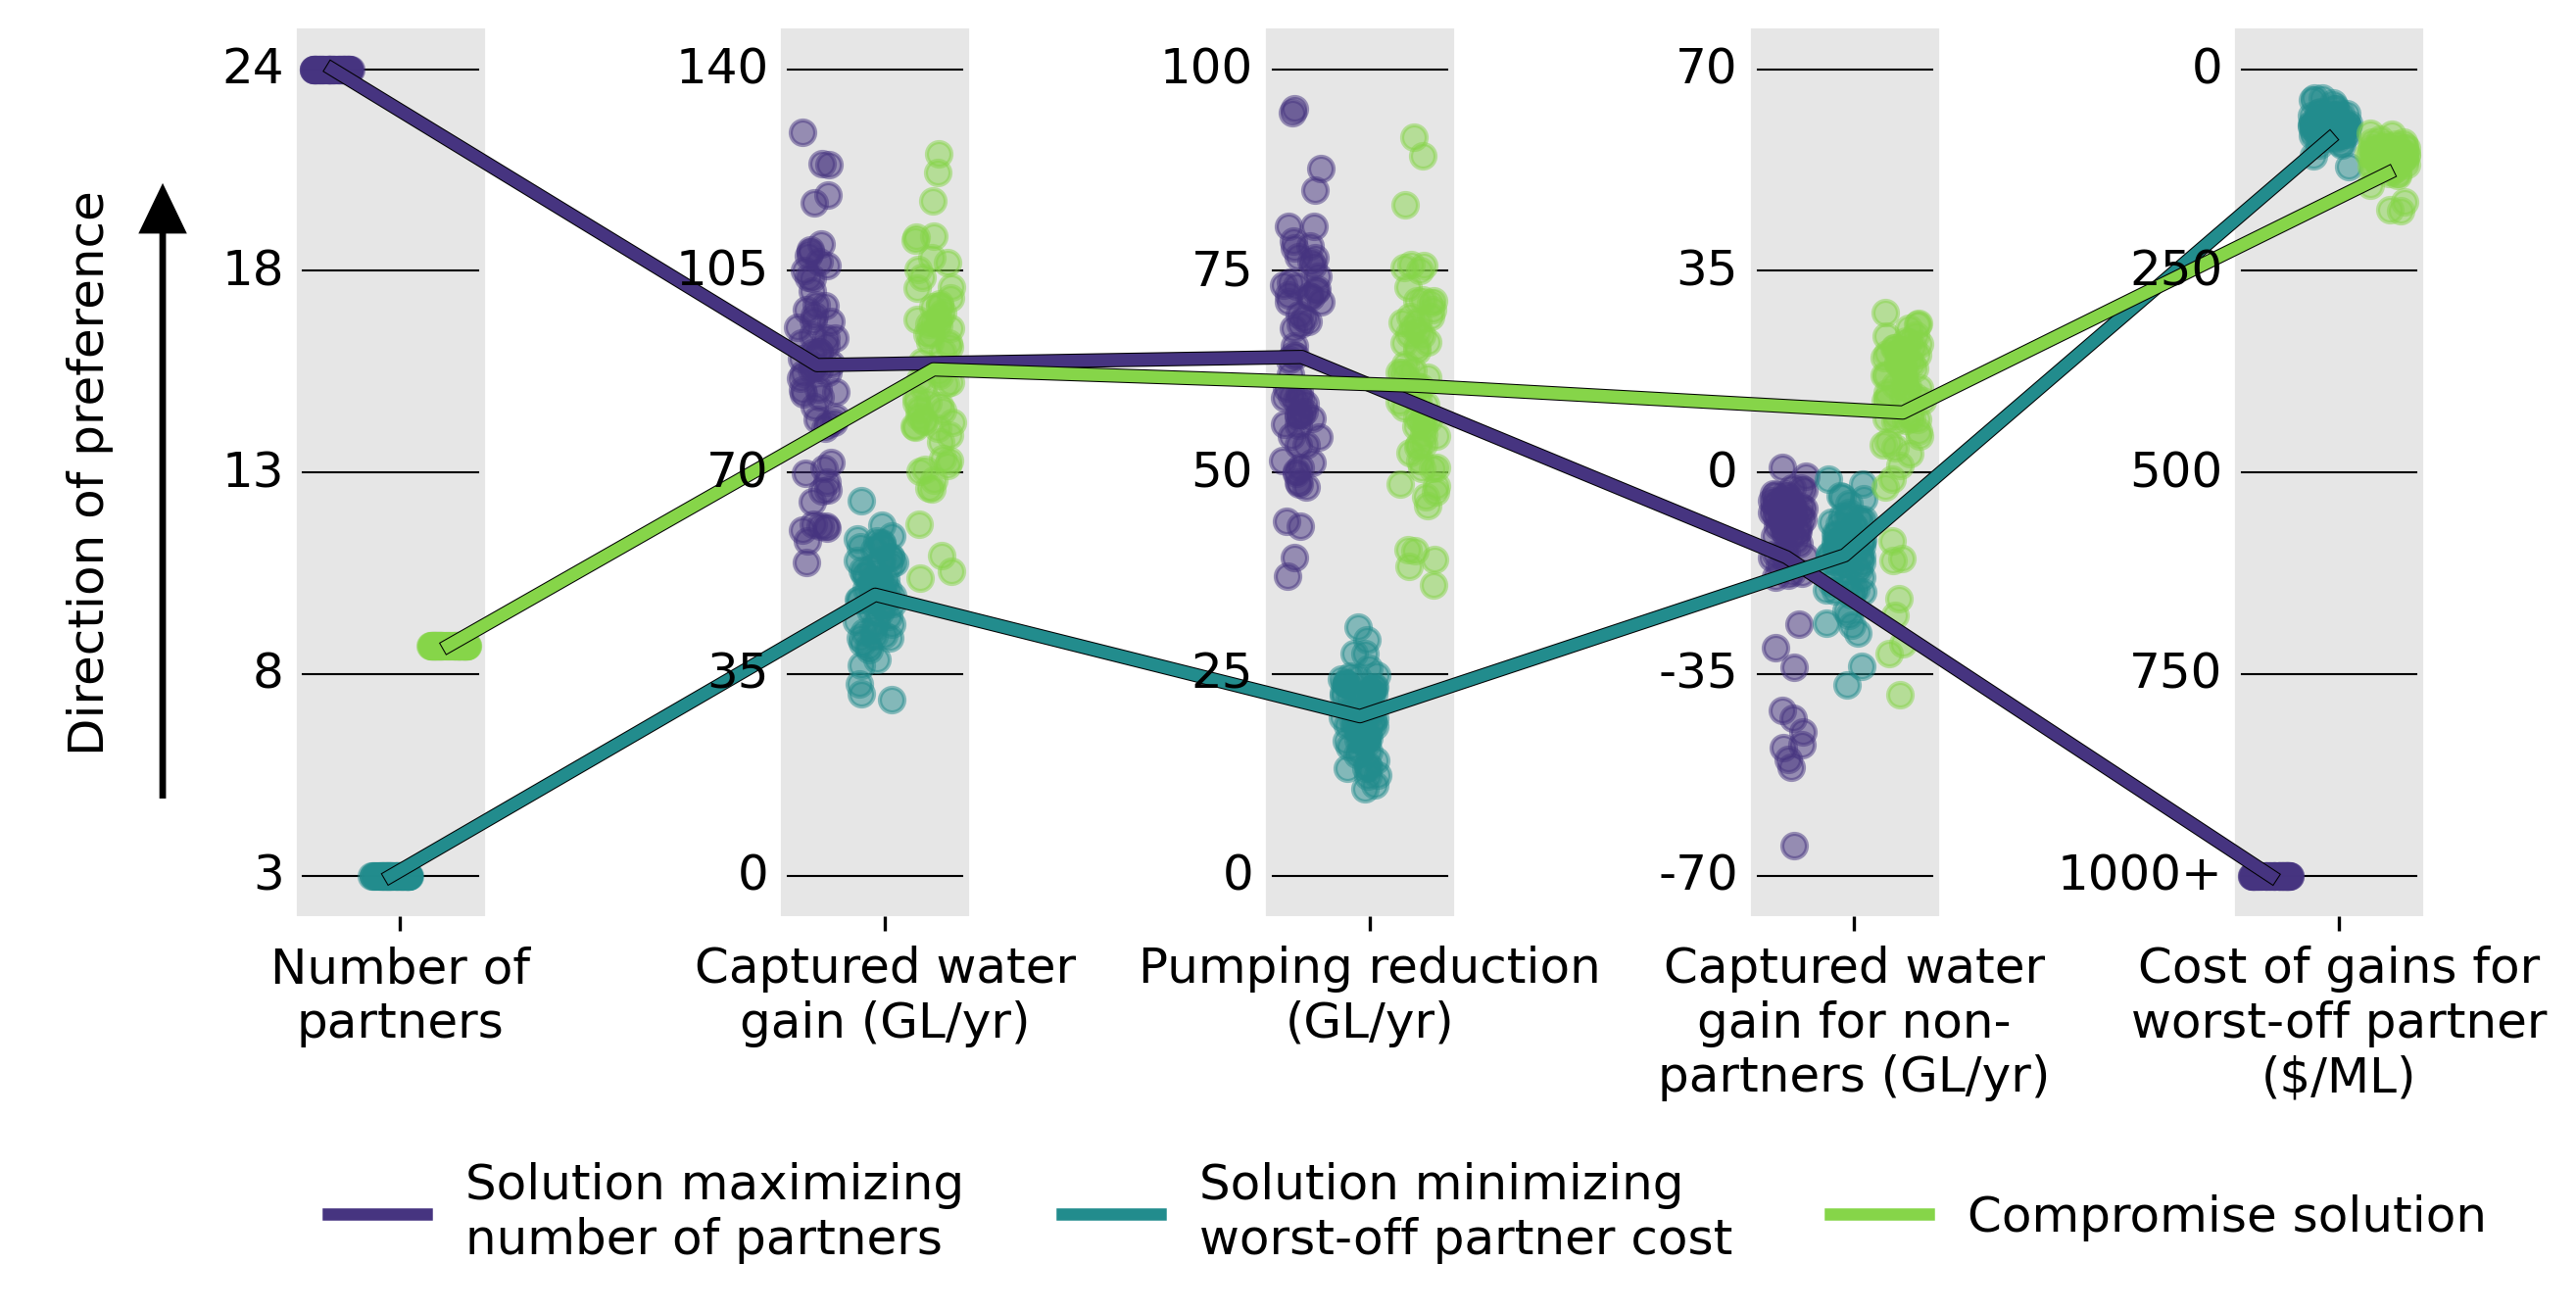 Direction of preference
24
18
13
8
3
140
105
70
35
0
100
75
50
25
0
70
35
0
-35
-70
0
250
500
750
1000+
Number of
partners
Captured water
gain (GL/yr)
Pumping reduction
(GL/yr)
Captured water
gain for non-
partners (GL/yr)
Cost of gains for
worst-off partner
($/ML)
Solution maximizing
number of partners
Solution minimizing
worst-off partner cost
Compromise solution